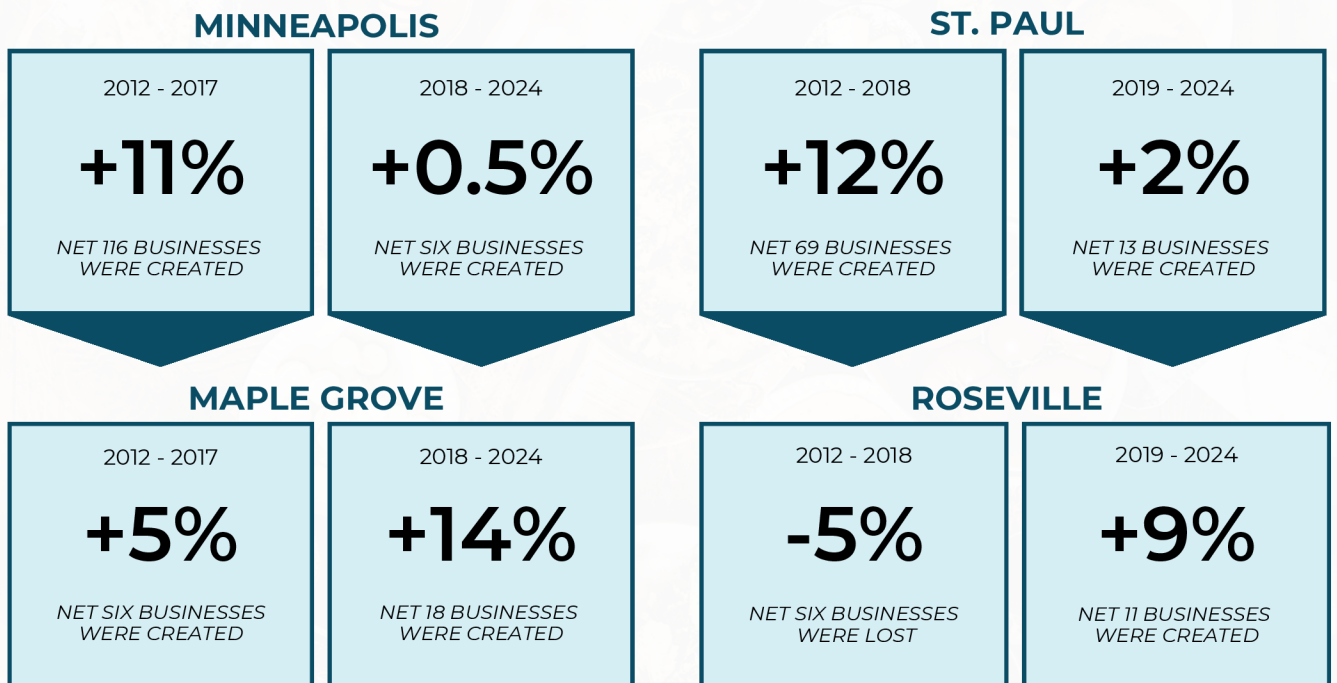 MINNEAPOLIS
2012 - 2017
+11%
NET 116 BUSINESSES
WERE CREATED
2018 - 2024
+0.5%
NET SIX BUSINESSES
WERE CREATED
ST. PAUL
2012 - 2018
+12%
NET 69 BUSINESSES
WERE CREATED
2019 - 2024
+2%
NET 13 BUSINESSES
WERE CREATED
MAPLE GROVE
2012 - 2017
+5%
NET SIX BUSINESSES
WERE CREATED
2018 - 2024
+14%
NET 18 BUSINESSES
WERE CREATED
ROSEVILLE
2012 - 2018
-5%
NET SIX BUSINESSES
WERE LOST
2019 - 2024
+9%
NET 11 BUSINESSES
WERE CREATED